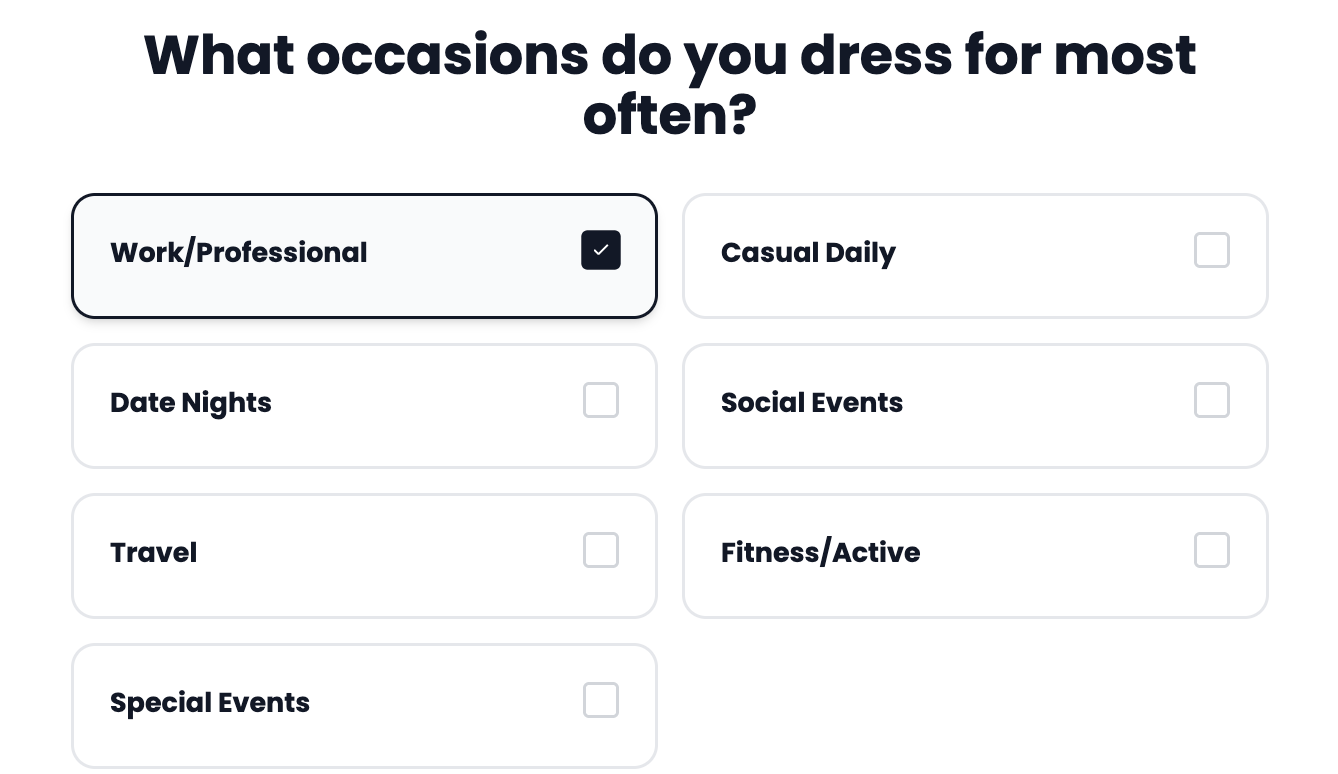 What occasions do you dress for most
often?
Work/Professional
Casual Daily
Date Nights
Social Events
Travel
Fitness/Active
Special Events